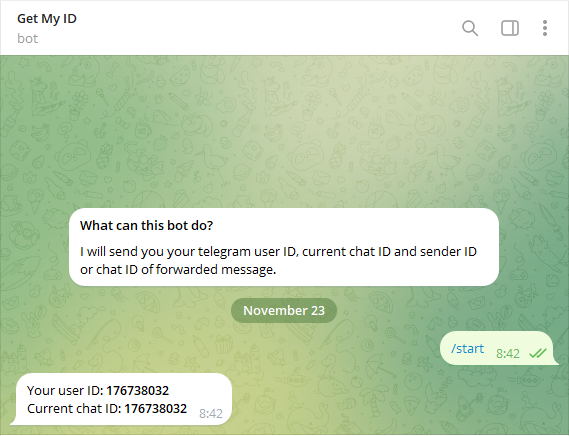 Get My ID
bot
What can this bot do?
I will send you your telegram user ID, current chat ID and sender ID
or chat ID of forwarded message.
November 23
/start 8:42
Your user ID: 176738032
Current chat ID: 176738032 8:42